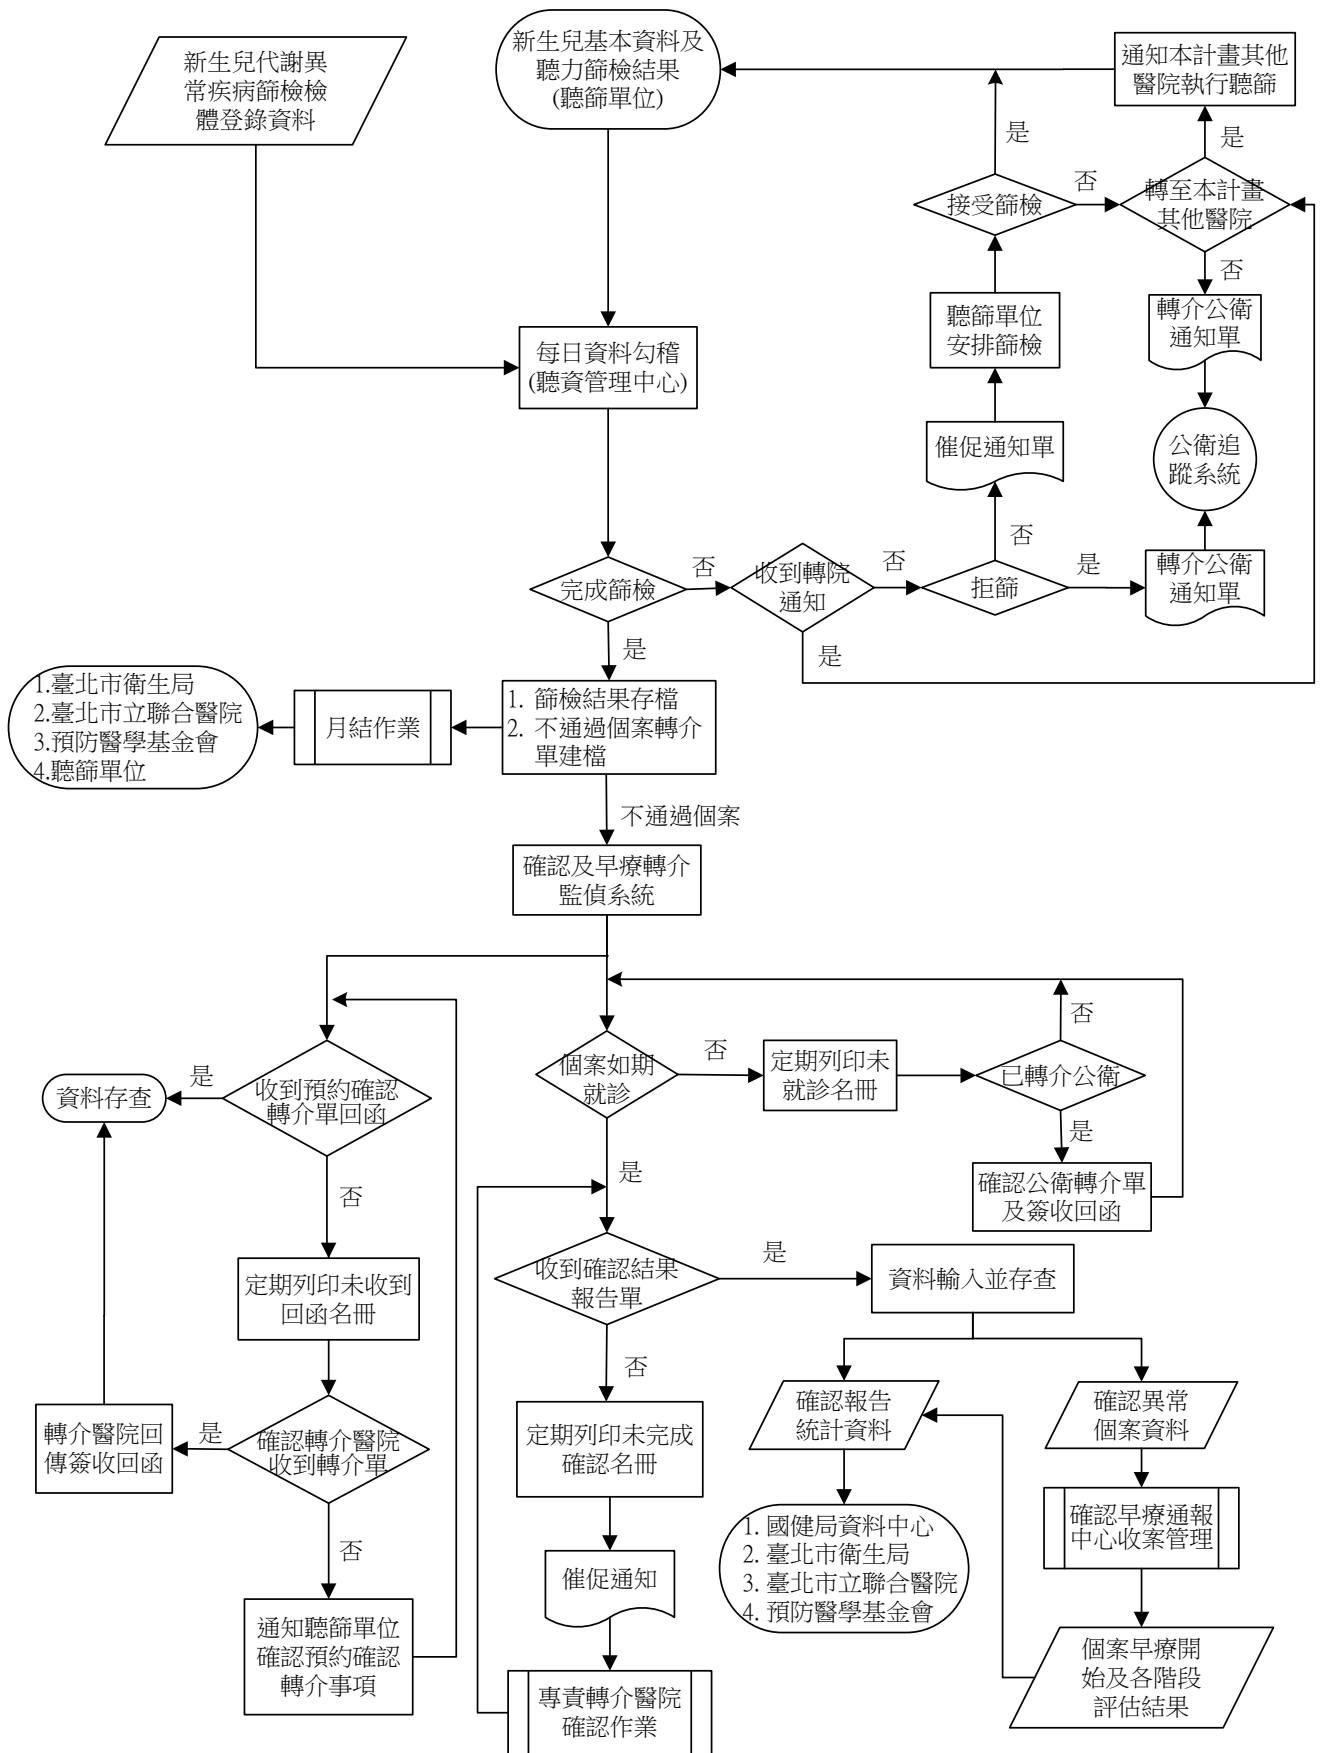 新生兒代謝異
常疾病篩檢檢
體登錄資料
新生兒基本資料及
聽力篩檢結果
(聽篩單位)
通知本計畫其他
醫院執行聽篩
是
是
接受篩檢
否
轉至本計畫
其他醫院
否
聽篩單位
安排篩檢
轉介公衛
通知單
每日資料勾稽
(聽資管理中心)
催促通知單
公衛追
蹤系統
否
完成篩檢
否
收到轉院
通知
否
拒篩
是
轉介公衛
通知單
是
是
1.臺北市衛生局
2.臺北市立聯合醫院
3.預防醫學基金會
4.聽篩單位
月結作業
1. 篩檢結果存檔
2. 不通過個案轉介
單建檔
不通過個案
確認及早療轉介
監偵系統
資料存查
是
收到預約確認
轉介單回函
否
個案如期
就診
否
定期列印未
就診名冊
已轉介公衛
否
是
確認公衛轉介單
及簽收回函
是
定期列印未收到
回函名冊
收到確認結果
報告單
是
資料輸入並存查
否
轉介醫院回
傳簽收回函
是
確認轉介醫院
收到轉介單
否
定期列印未完成
確認名冊
確認報告
統計資料
確認異常
個案資料
1. 國健局資料中心
2. 臺北市衛生局
3. 臺北市立聯合醫院
4. 預防醫學基金會
確認早療通報
中心收案管理
催促通知
通知聽篩單位
確認預約確認
轉介事項
專責轉介醫院
確認作業
個案早療開
始及各階段
評估結果